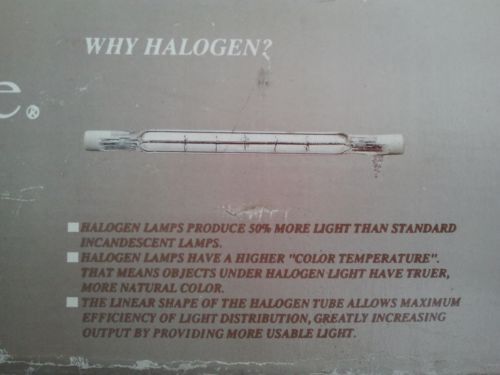 WHY HALOGEN?
e®
HALOGEN LAMPS PRODUCE 50% MORE LIGHT THAN STANDARD
INCANDESCENT LAMPS.
HALOGEN LAMPS HAVE A HIGHER "COLOR TEMPERATURE".
THAT MEANS OBJECTS UNDER HALOGEN LIGHT HAVE TRUER,
MORE NATURAL COLOR.
THE LINEAR SHAPE OF THE HALOGEN TUBE ALLOWS MAXIMUM
EFFICIENCY OF LIGHT DISTRIBUTION, GREATLY INCREASING
OUTPUT BY PROVIDING MORE USABLE LIGHT.